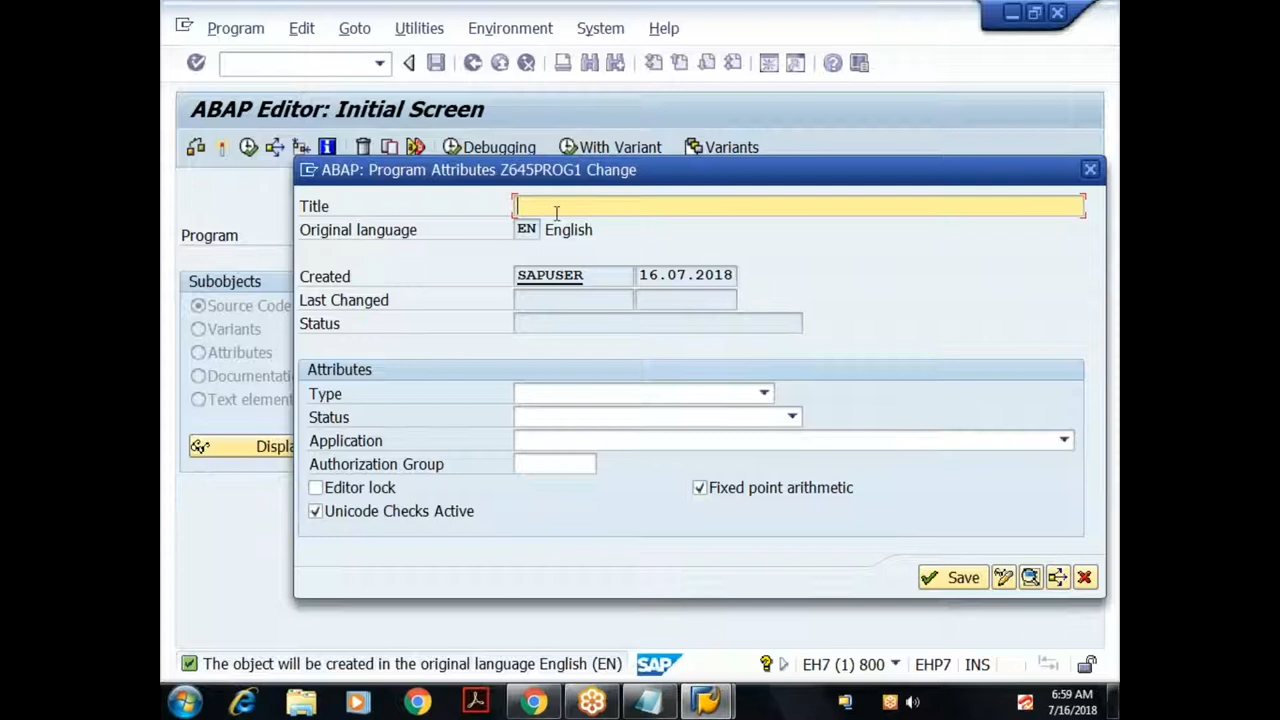 Program Edit Goto Utilities Environment System Help
ABAP Editor: Initial Screen
Debugging With Variant Variants
ABAP: Program Attributes Z645PROG1 Change
Title
Original language EN English
Program
Created SAPUSER 16.07.2018
Subobjects
Last Changed
Source Code
Status
Variants
Attributes
Attributes
Documentati
Type
Text element
Status
Application
Displa
Authorization Group
Editor lock Fixed point arithmetic
Unicode Checks Active
Save
The object will be created in the original language English (EN) SAP EH7 (1) 800 EHP7 INS
6:59 AM
7/16/2018